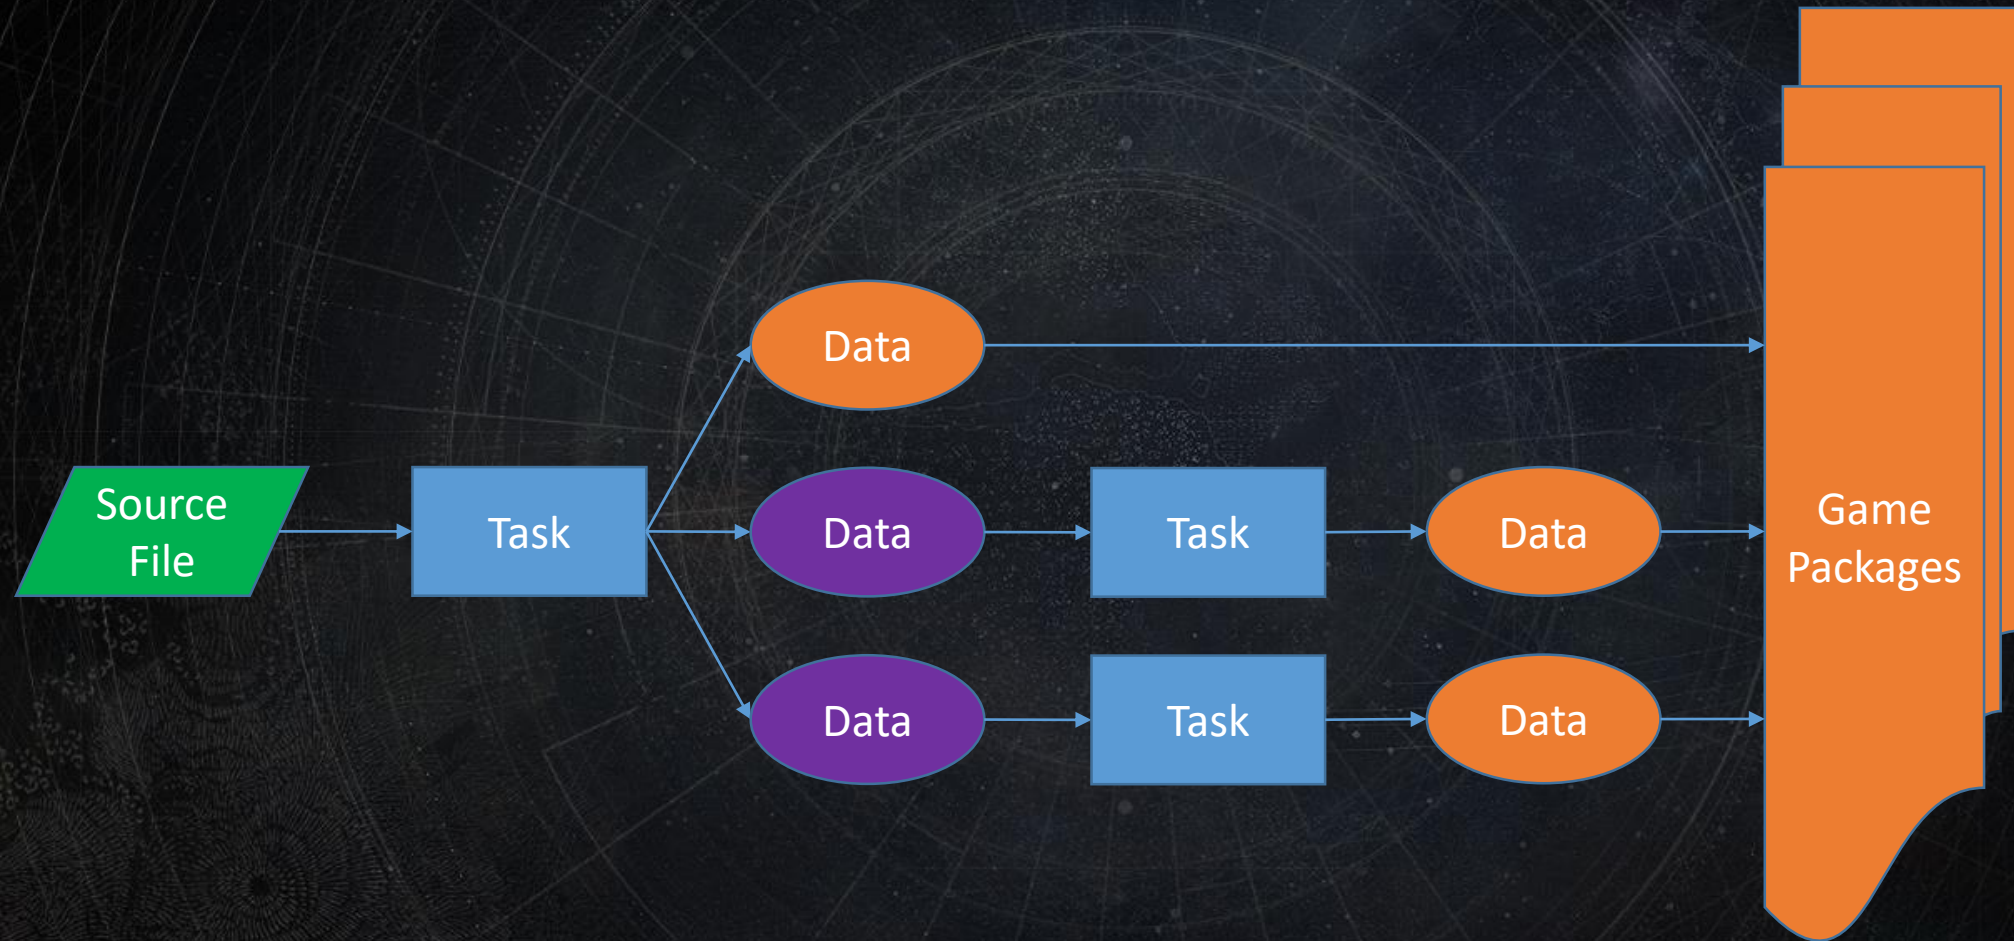 Data
Source
File
Task
Data
Task
Data
Data
Task
Data
Game
Packages